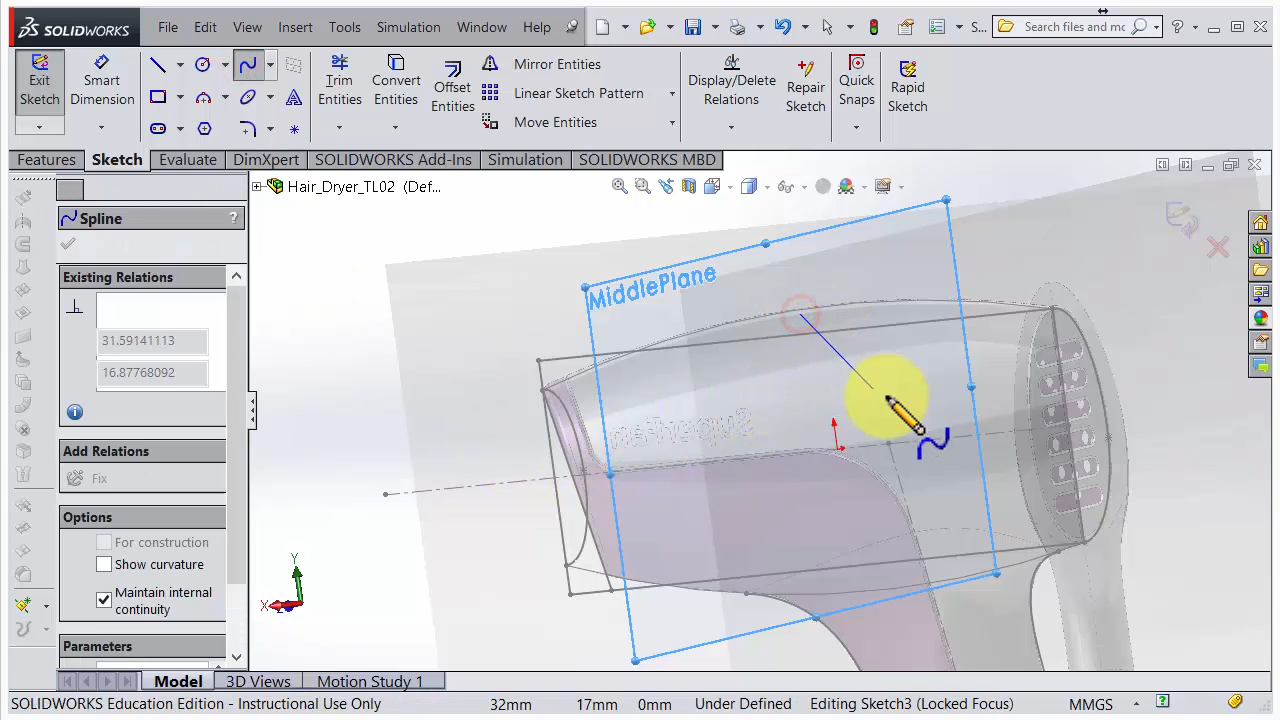 SOLIDWORKS File Edit View Insert Tools Simulation Window Help S... Search files and mc
Exit Sketch
Smart Dimension
Trim Entities
Convert Entities
Offset Entities
Mirror Entities
Linear Sketch Pattern
Move Entities
Display/Delete Relations
Repair Sketch
Quick Snaps
Rapid Sketch
Features Sketch Evaluate DimXpert SOLIDWORKS Add-Ins Simulation SOLIDWORKS MBD
Hair_Dryer_TL02 (Def...
Spline ?
Existing Relations
31.59141113
16.87768092
Add Relations
Fix
Options
For construction
Show curvature
Maintain internal continuity
Parameters
MiddlePlane
Y
X
Model 3D Views Motion Study 1
SOLIDWORKS Education Edition - Instructional Use Only 32mm 17mm 0mm Under Defined Editing Sketch3 (Locked Focus) MMGS